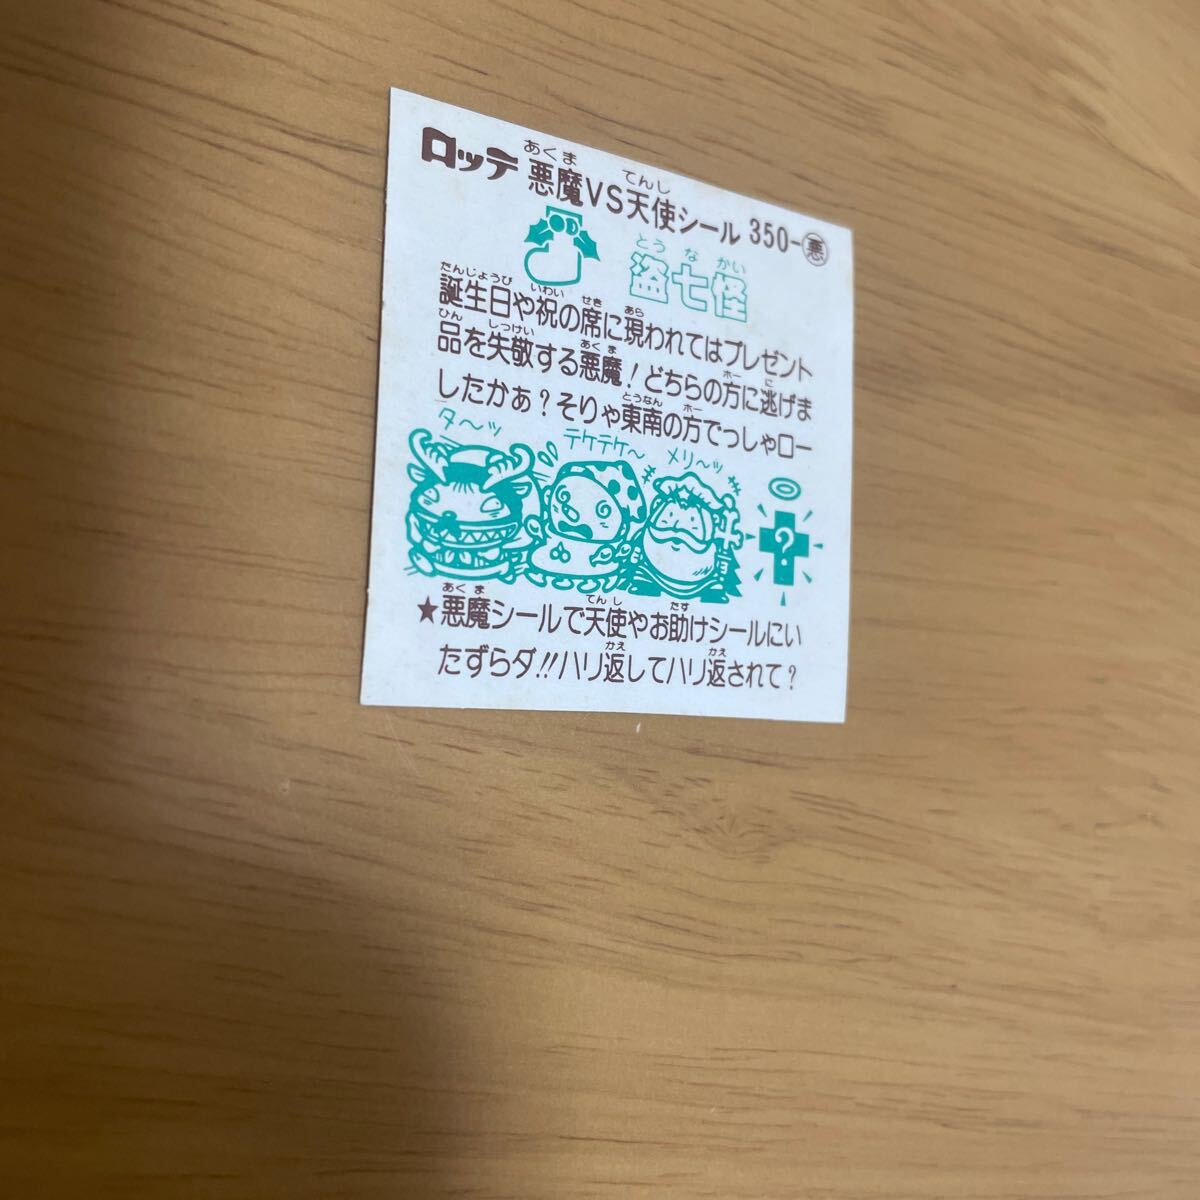 ロッテ 悪魔VS天使シール 350-悪
あくま てんし
とうなかい
盗七怪
たんじょうび いわい せき あら
誕生日や祝の席に現われてはプレゼント
ひん しっけい あくま ホー に
品を失敬する悪魔!どちらの方に逃げま
とうなん ホー
したかぁ?そりゃ東南の方でっしゃロー
タ〜ッ テケテケ〜 メリ〜ッ
?
あくま てんし たす
★悪魔シールで天使やお助けシールにい
かえ かえ
たずらダ!!ハリ返してハリ返されて?